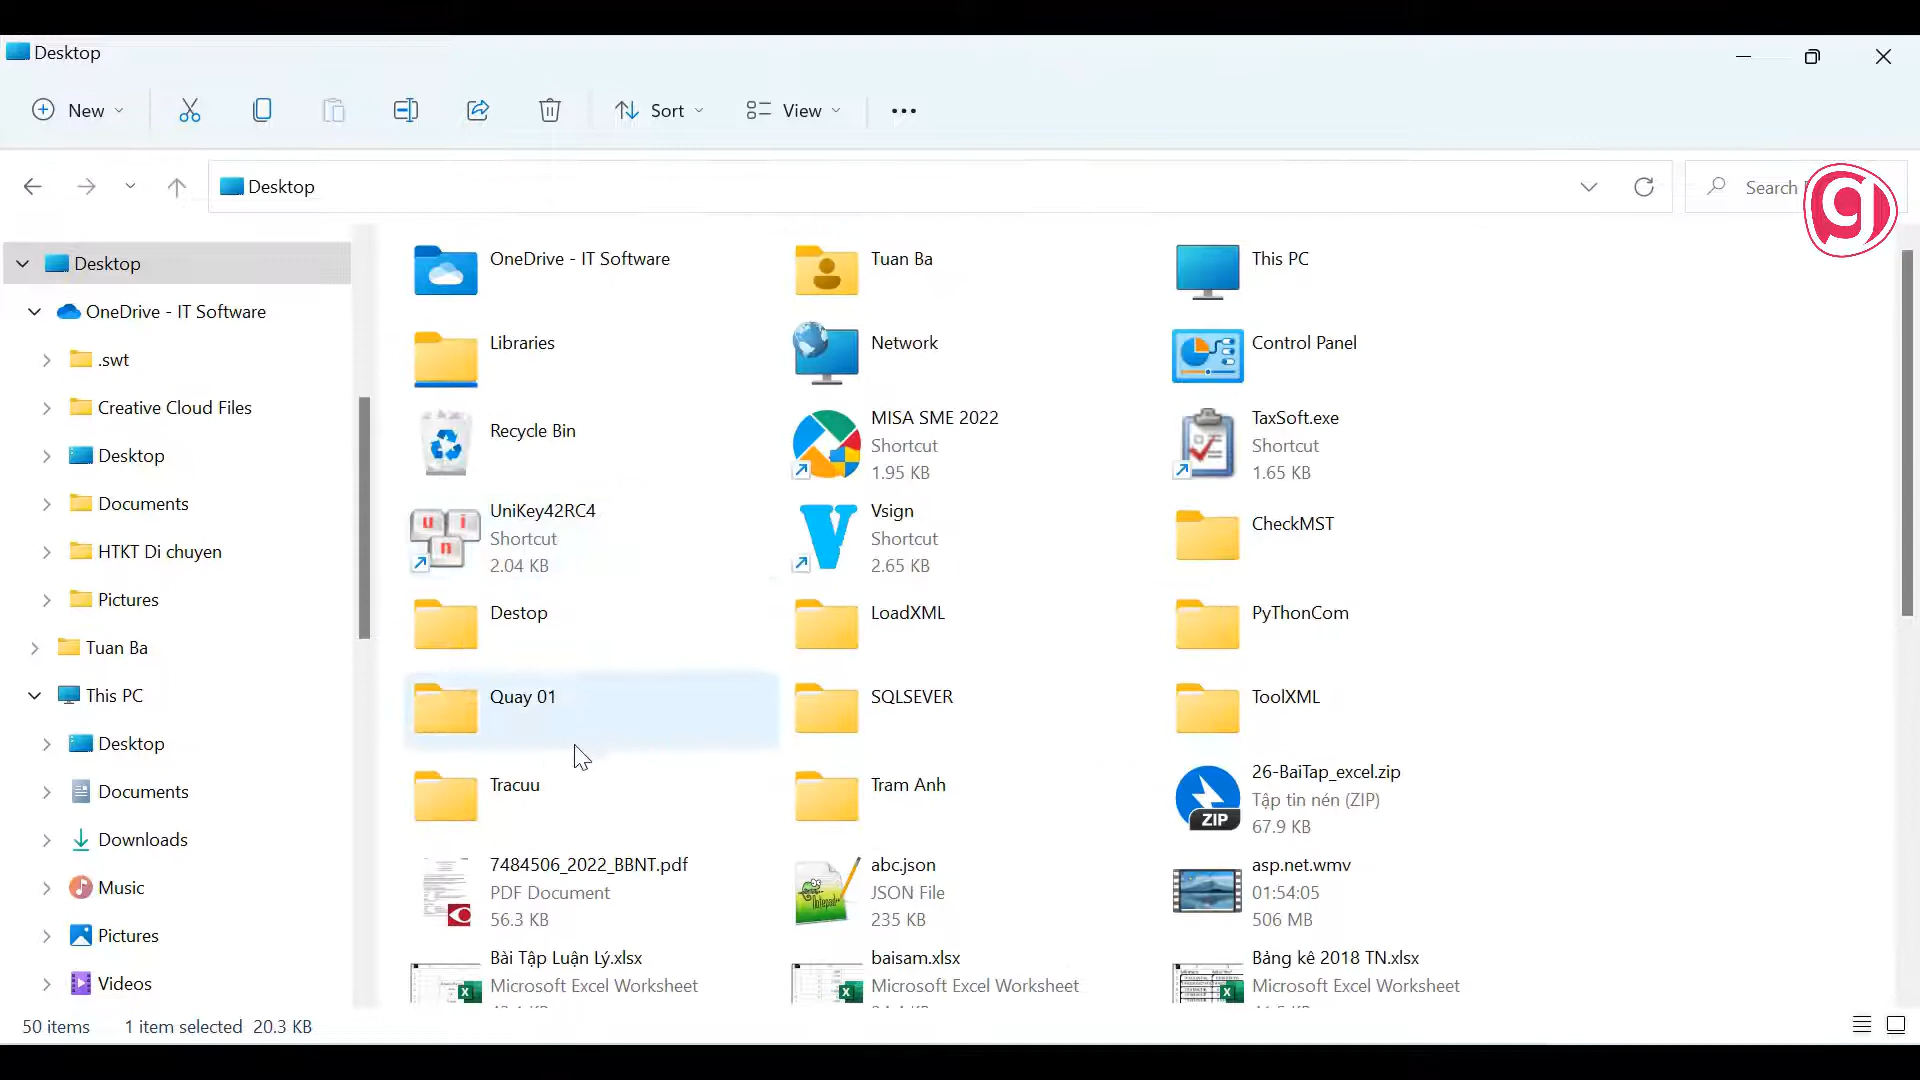 Desktop
New
Sort
View
Desktop
Search
Desktop
OneDrive - IT Software
.swt
Creative Cloud Files
Desktop
Documents
HTKT Di chuyen
Pictures
Tuan Ba
This PC
Desktop
Documents
Downloads
Music
Pictures
Videos
OneDrive - IT Software
Tuan Ba
This PC
Libraries
Network
Control Panel
Recycle Bin
MISA SME 2022
Shortcut
1.95 KB
TaxSoft.exe
Shortcut
1.65 KB
UniKey42RC4
Shortcut
2.04 KB
Vsign
Shortcut
2.65 KB
CheckMST
Destop
LoadXML
PyThonCom
Quay 01
SQLSEVER
ToolXML
Tracuu
Tram Anh
ZIP
26-BaiTap_excel.zip
Tập tin nén (ZIP)
67.9 KB
7484506_2022_BBNT.pdf
PDF Document
56.3 KB
abc.json
JSON File
235 KB
asp.net.wmv
01:54:05
506 MB
Bài Tập Luận Lý.xlsx
Microsoft Excel Worksheet
baisam.xlsx
Microsoft Excel Worksheet
Bảng kê 2018 TN.xlsx
Microsoft Excel Worksheet
50 items
1 item selected 20.3 KB